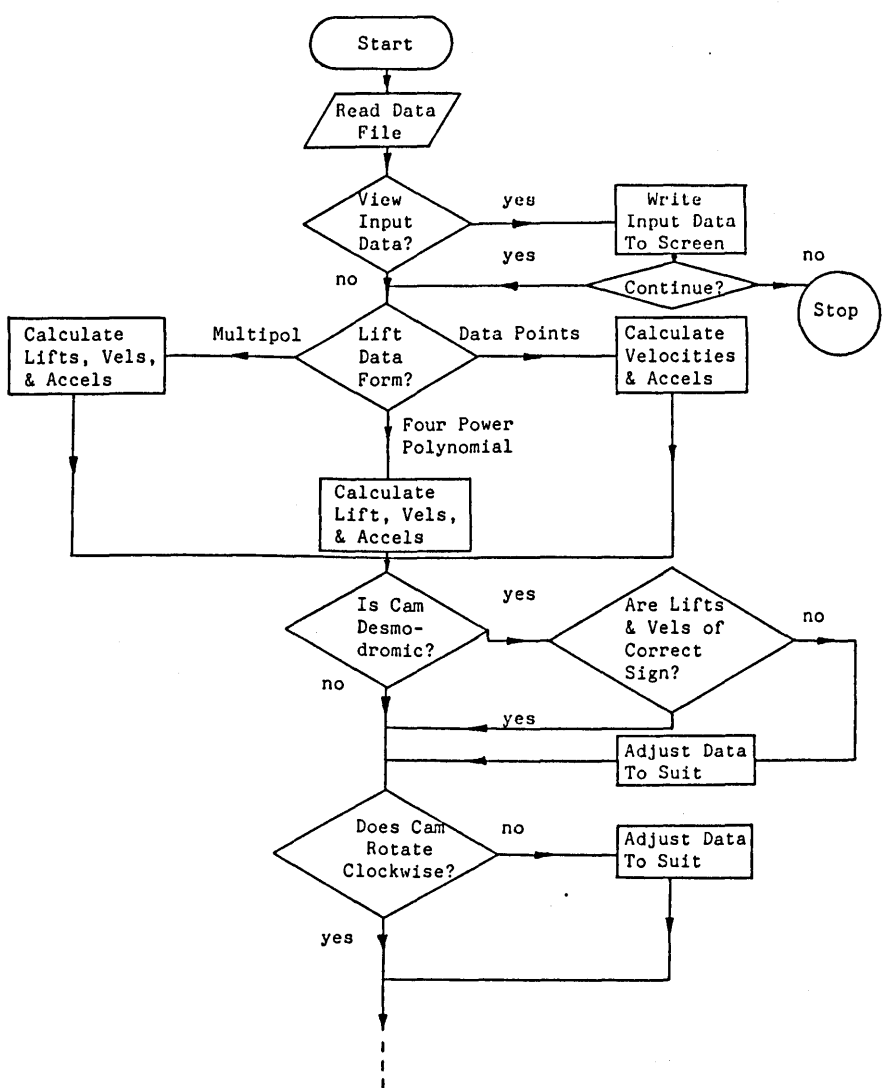 Start
Read Data
File
View
Input
Data?
yes
Write
Input Data
To Screen
yes
no
no
Continue?
Stop
Calculate
Lifts, Vels,
& Accels
Multipol
Lift
Data
Form?
Data Points
Calculate
Velocities
& Accels
Four Power
Polynomial
Calculate
Lift, Vels,
& Accels
Is Cam
Desmo-
dromic?
yes
Are Lifts
& Vels of
Correct
Sign?
no
no
yes
Adjust Data
To Suit
Does Cam
Rotate
Clockwise?
no
Adjust Data
To Suit
yes